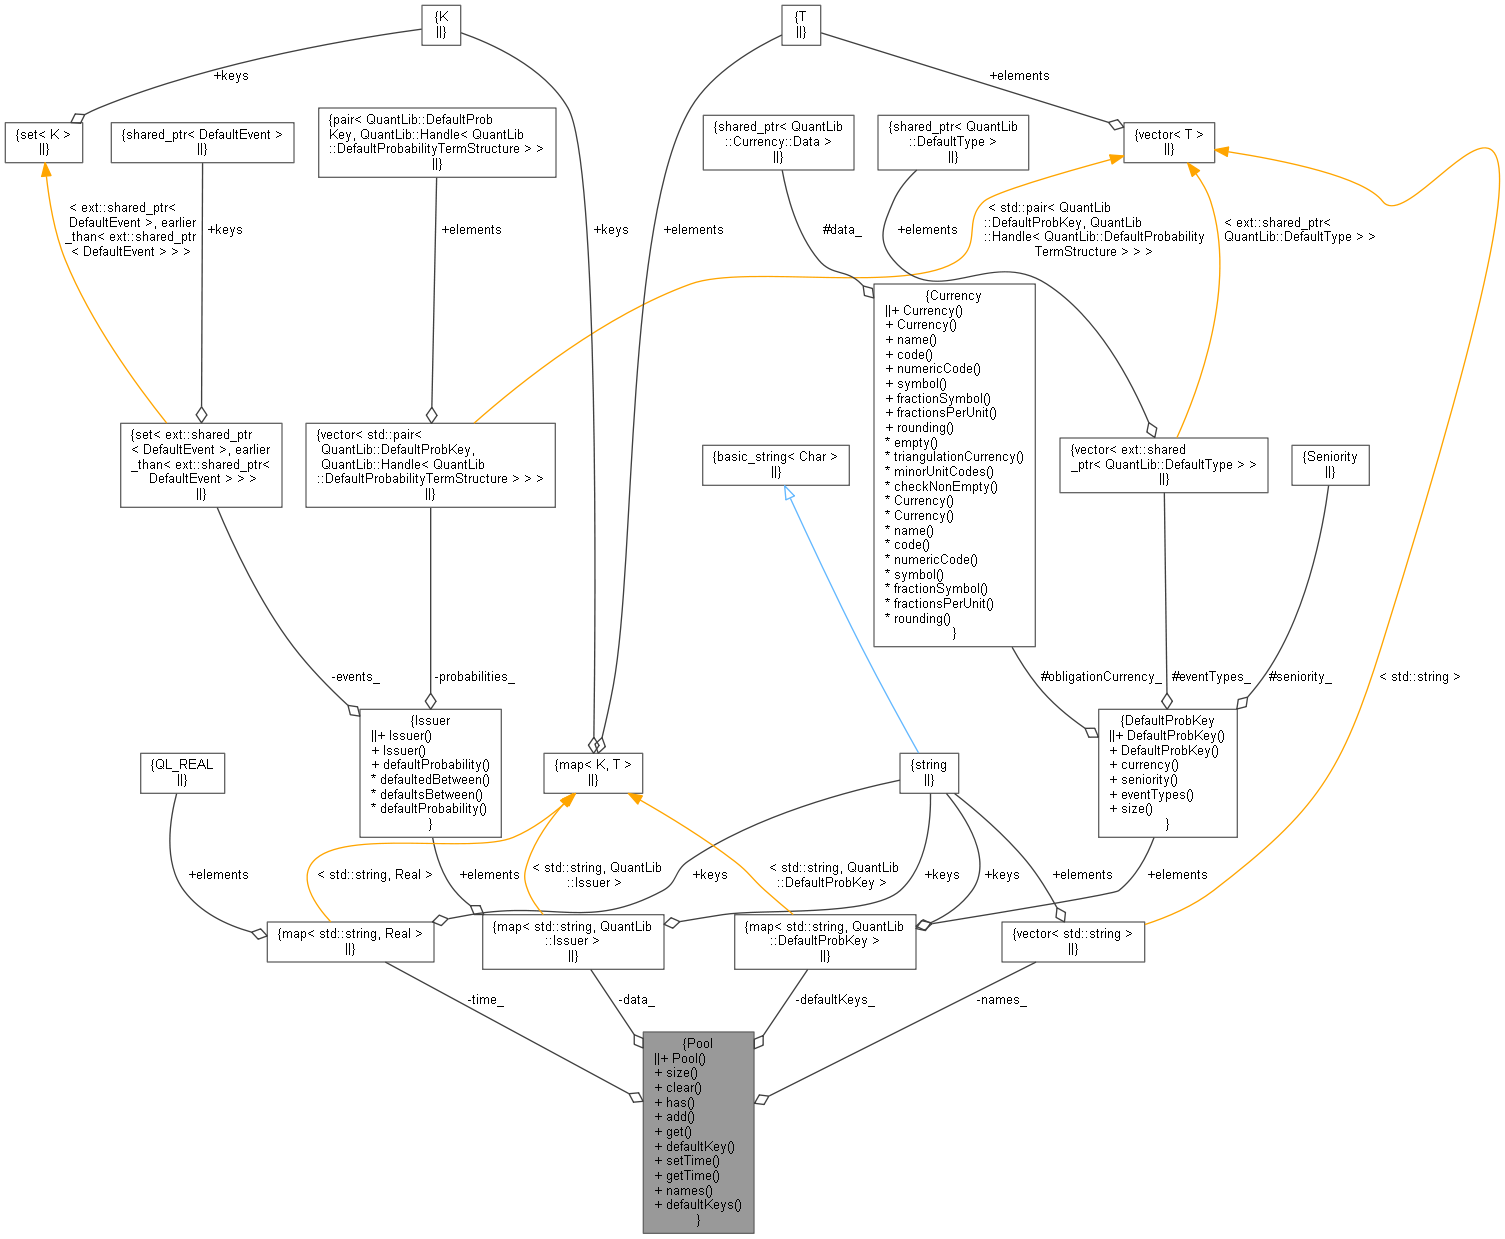 {K
||}
{T
||}
+keys
+elements
{set< K >
||}
{shared_ptr< DefaultEvent >
||}
{pair< QuantLib::DefaultProb
Key, QuantLib::Handle< QuantLib
::DefaultProbabilityTermStructure > >
||}
{shared_ptr< QuantLib
::Currency::Data >
||}
{shared_ptr< QuantLib
::DefaultType >
||}
{vector< T >
||}
< ext::shared_ptr<
DefaultEvent >, earlier
_than< ext::shared_ptr
< DefaultEvent > > >
+keys
+elements
+keys
+elements
#data_
+elements
< std::pair< QuantLib
::DefaultProbKey, QuantLib
::Handle< QuantLib::DefaultProbability
TermStructure > > >
< ext::shared_ptr<
QuantLib::DefaultType > >
{Currency
||+ Currency()
+ Currency()
+ name()
+ code()
+ numericCode()
+ symbol()
+ fractionSymbol()
+ fractionsPerUnit()
+ rounding()
* empty()
* triangulationCurrency()
* minorUnitCodes()
* checkNonEmpty()
* Currency()
* Currency()
* name()
* code()
* numericCode()
* symbol()
* fractionSymbol()
* fractionsPerUnit()
* rounding()
}
{set< ext::shared_ptr
< DefaultEvent >, earlier
_than< ext::shared_ptr<
DefaultEvent > > >
||}
{vector< std::pair<
QuantLib::DefaultProbKey,
QuantLib::Handle< QuantLib
::DefaultProbabilityTermStructure > > >
||}
{basic_string< Char >
||}
{vector< ext::shared
_ptr< QuantLib::DefaultType > >
||}
{Seniority
||}
-events_
-probabilities_
#obligationCurrency_
#eventTypes_
#seniority_
< std::string >
{QL_REAL
||}
{Issuer
||+ Issuer()
+ Issuer()
+ defaultProbability()
* defaultedBetween()
* defaultsBetween()
* defaultProbability()
}
{map< K, T >
||}
{string
||}
{DefaultProbKey
||+ DefaultProbKey()
+ DefaultProbKey()
+ currency()
+ seniority()
+ eventTypes()
+ size()
}
+elements
< std::string, Real >
+elements
< std::string, QuantLib
::Issuer >
+keys
< std::string, QuantLib
::DefaultProbKey >
+keys
+keys
+elements
+elements
{map< std::string, Real >
||}
{map< std::string, QuantLib
::Issuer >
||}
{map< std::string, QuantLib
::DefaultProbKey >
||}
{vector< std::string >
||}
-time_
-data_
-defaultKeys_
-names_
{Pool
||+ Pool()
+ size()
+ clear()
+ has()
+ add()
+ get()
+ defaultKey()
+ setTime()
+ getTime()
+ names()
+ defaultKeys()
}